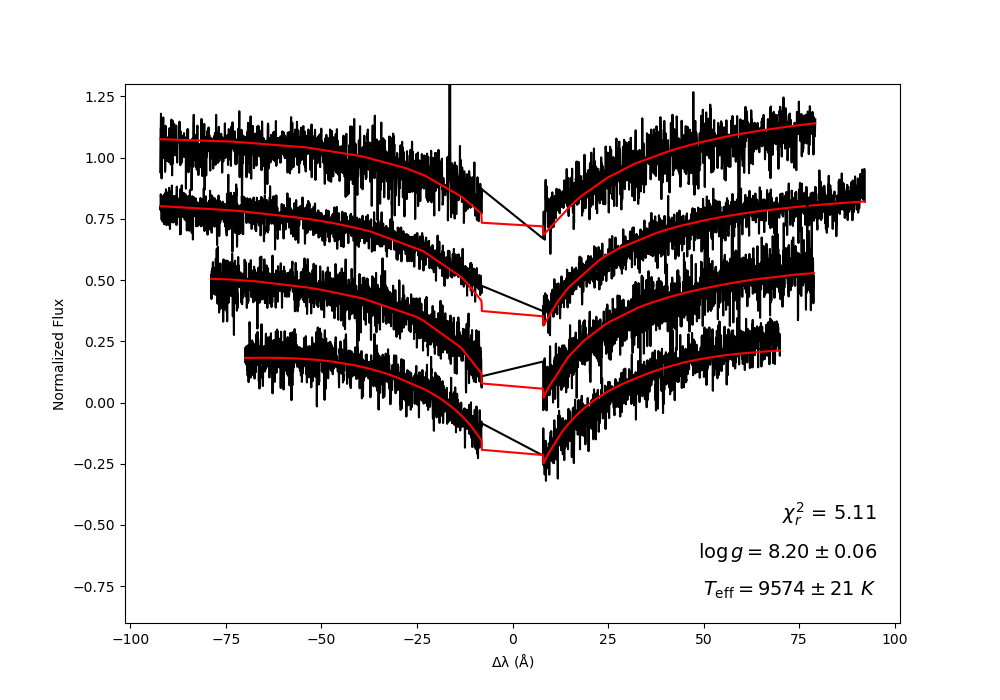 1.25
1.00
0.75
0.50
0.25
0.00
−0.25
−0.50
−0.75
Normalized Flux
χ²ᵣ = 5.11
log g = 8.20 ± 0.06
T_eff = 9574 ± 21 K
−100 −75 −50 −25 0 25 50 75 100
Δλ (Å)